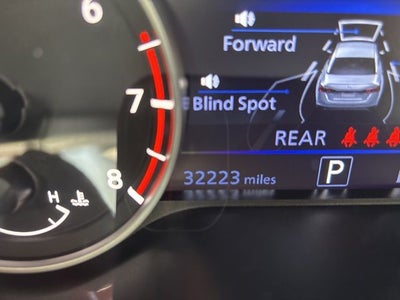 6
Forward
7
Blind Spot
REAR
8
32223 miles
P
H